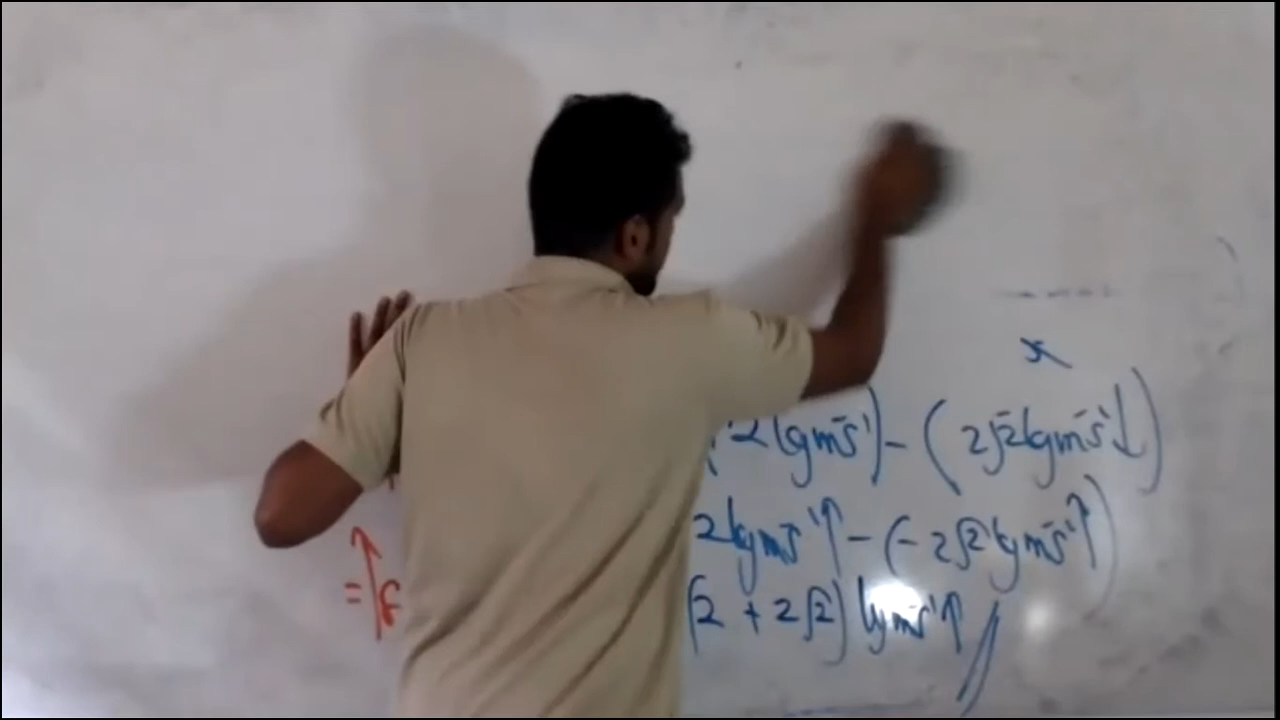 x
2 kgms⁻¹) - ( 2√2 kgms⁻¹↓ )
= ↑ 2 kgms⁻¹↑ - ( - 2√2 kgms⁻¹↑ )
(2 + 2√2) kgms⁻¹↑ //